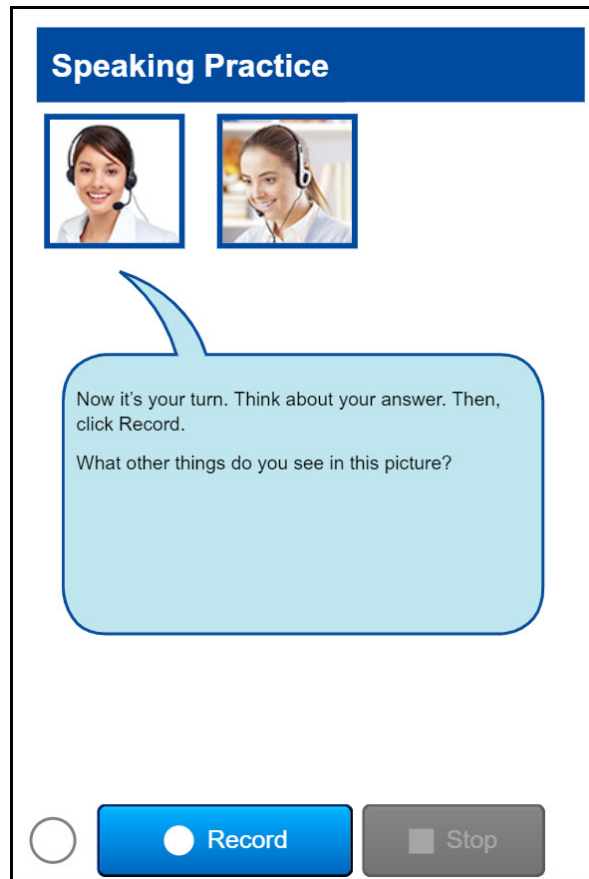 Speaking Practice
Now it’s your turn. Think about your answer. Then,
click Record.
What other things do you see in this picture?
Record
Stop